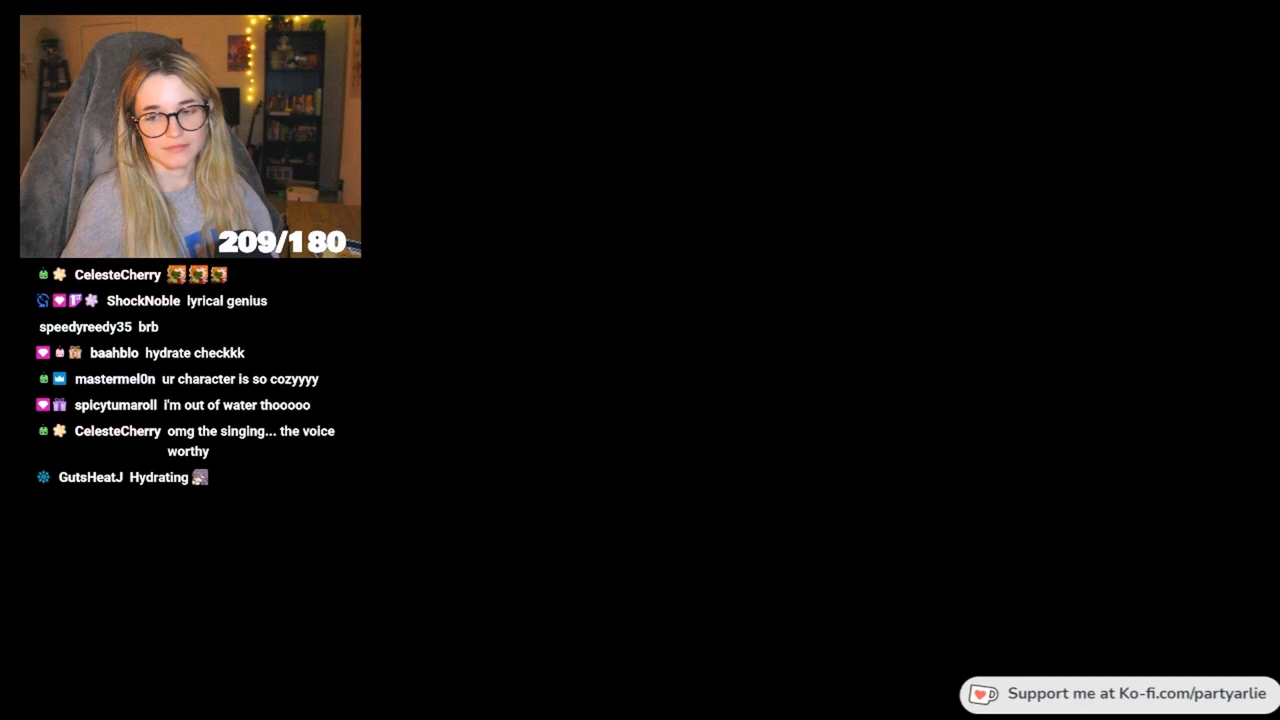 209/180
CelesteCherry
ShockNoble lyrical genius
speedyreedy35 brb
baahblo hydrate checkkk
mastermel0n ur character is so cozyyyy
spicytumaroll i'm out of water thooooo
CelesteCherry omg the singing... the voice
worthy
GutsHeatJ Hydrating
Support me at Ko-fi.com/partyarlie